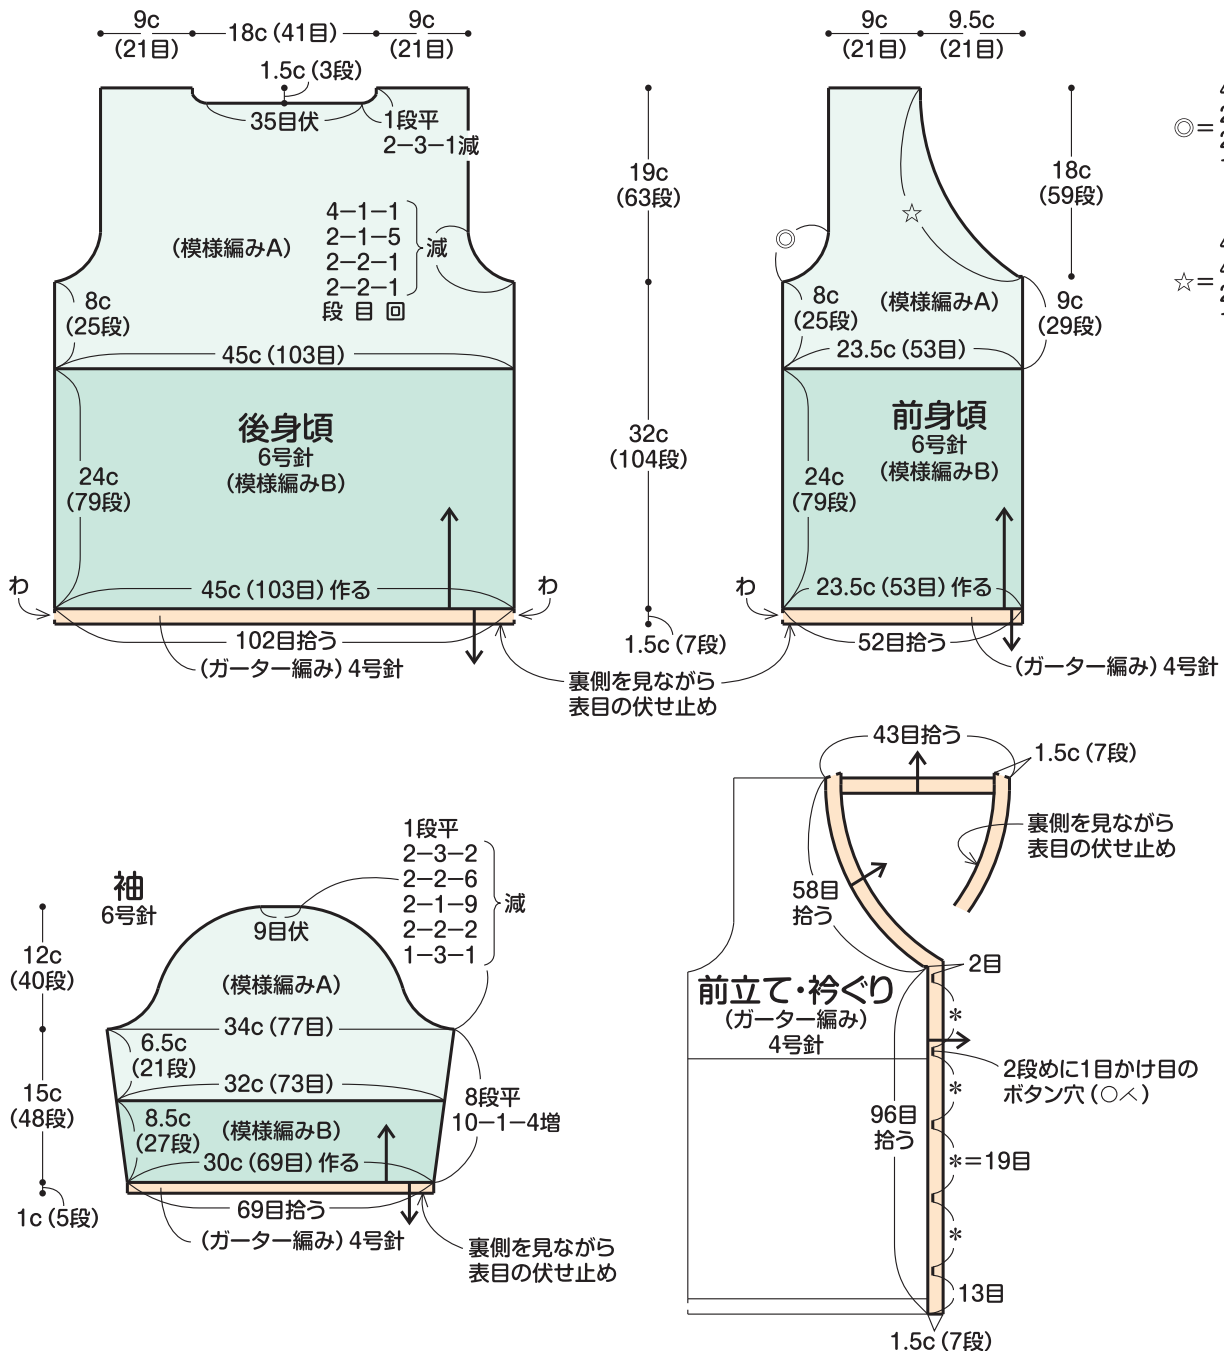 9c
(21目)
18c (41目)
9c
(21目)
1.5c (3段)
35目伏
1段平
2−3−1減
(模様編みA)
4−1−1
2−1−5
2−2−1
2−2−1
段 目 回
減
8c
(25段)
45c (103目)
後身頃
6号針
(模様編みB)
24c
(79段)
45c (103目) 作る
わ
わ
102目拾う
(ガーター編み) 4号針
裏側を見ながら
表目の伏せ止め
19c
(63段)
32c
(104段)
1.5c (7段)
9c
(21目)
9.5c
(21目)
18c
(59段)
☆
◎
8c
(25段)
(模様編みA)
9c
(29段)
23.5c (53目)
前身頃
6号針
(模様編みB)
24c
(79段)
23.5c (53目) 作る
わ
52目拾う
(ガーター編み) 4号針
◎=
☆=
袖
6号針
12c
(40段)
15c
(48段)
1c (5段)
9目伏
1段平
2−3−2
2−2−6
2−1−9
2−2−2
1−3−1
減
(模様編みA)
34c (77目)
6.5c
(21段)
32c (73目)
8.5c
(27段)
(模様編みB)
8段平
10−1−4増
30c (69目) 作る
69目拾う
(ガーター編み) 4号針
裏側を見ながら
表目の伏せ止め
43目拾う
1.5c (7段)
裏側を見ながら
表目の伏せ止め
58目
拾う
2目
前立て・衿ぐり
(ガーター編み)
4号針
*
2段めに1目かけ目の
ボタン穴 (○⋌)
*
96目
拾う
*=19目
*
13目
1.5c (7段)